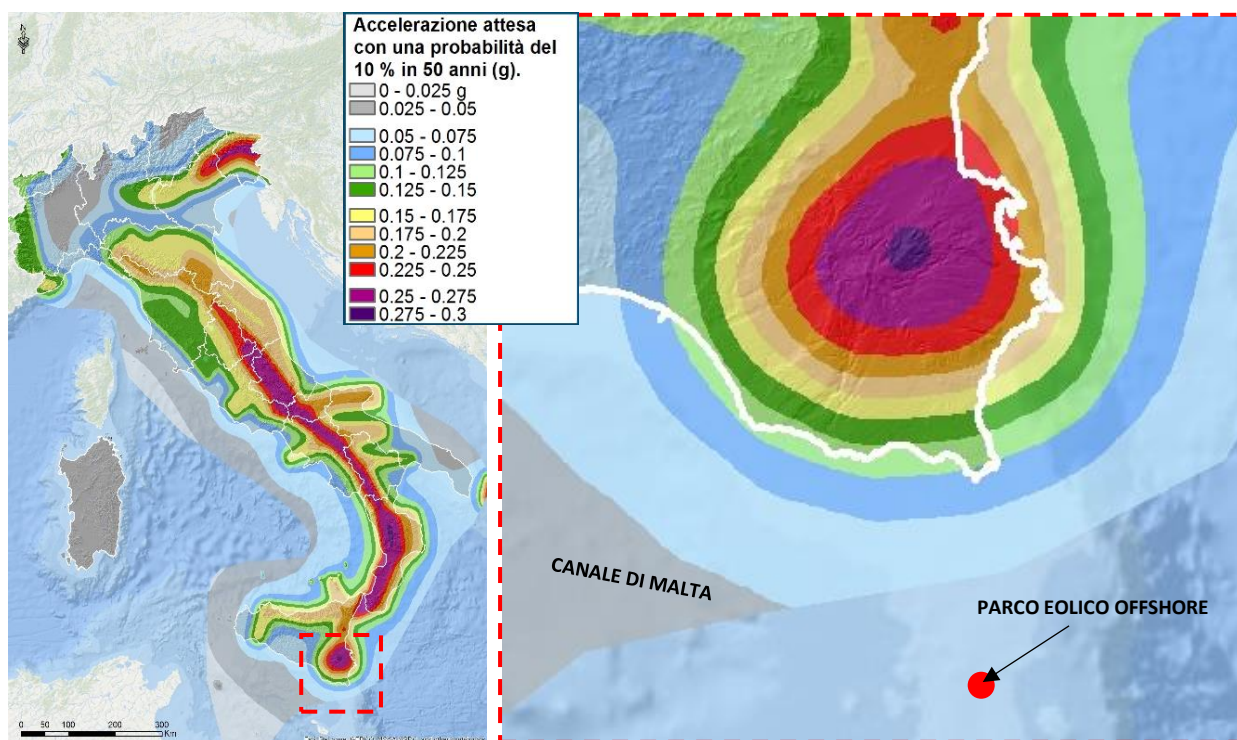 N
Accelerazione attesa
con una probabilità del
10 % in 50 anni (g).
0 - 0.025 g
0.025 - 0.05
0.05 - 0.075
0.075 - 0.1
0.1 - 0.125
0.125 - 0.15
0.15 - 0.175
0.175 - 0.2
0.2 - 0.225
0.225 - 0.25
0.25 - 0.275
0.275 - 0.3
CANALE DI MALTA
PARCO EOLICO OFFSHORE
0 50 100 200 300
Km